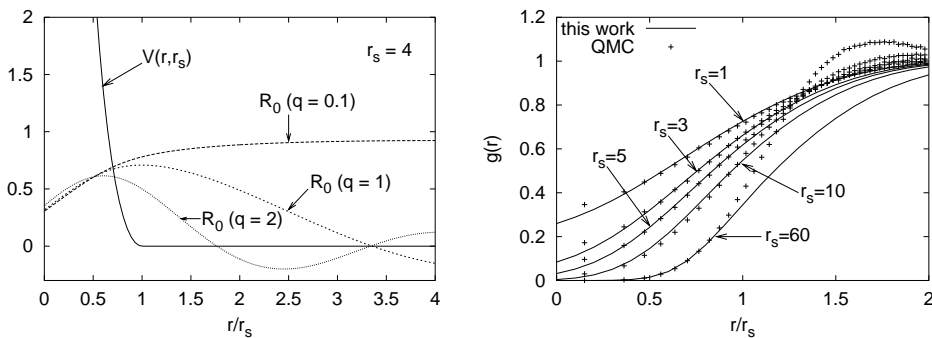 2
1.5
1
0.5
0
0 0.5 1 1.5 2 2.5 3 3.5 4
r/r_s
V(r,r_s)
r_s = 4
R_0 (q = 0.1)
R_0 (q = 1)
R_0 (q = 2)
1.2
1
0.8
0.6
0.4
0.2
0
0 0.5 1 1.5 2
r/r_s
g(r)
this work
QMC
r_s=1
r_s=3
r_s=5
r_s=10
r_s=60